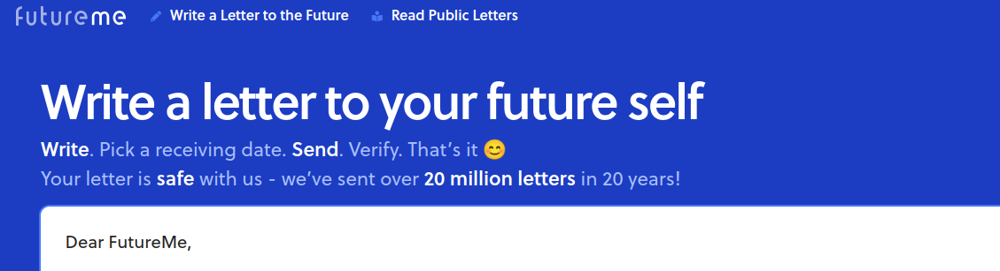 futureme Write a Letter to the Future Read Public Letters
Write a letter to your future self
Write. Pick a receiving date. Send. Verify. That's it 😊
Your letter is safe with us - we've sent over 20 million letters in 20 years!
Dear FutureMe,